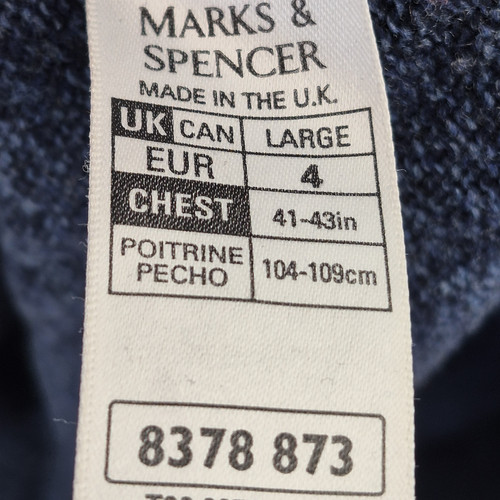 MARKS &
SPENCER
MADE IN THE U.K.
UK CAN LARGE
EUR 4
CHEST 41-43in
POITRINE
PECHO 104-109cm
8378 873